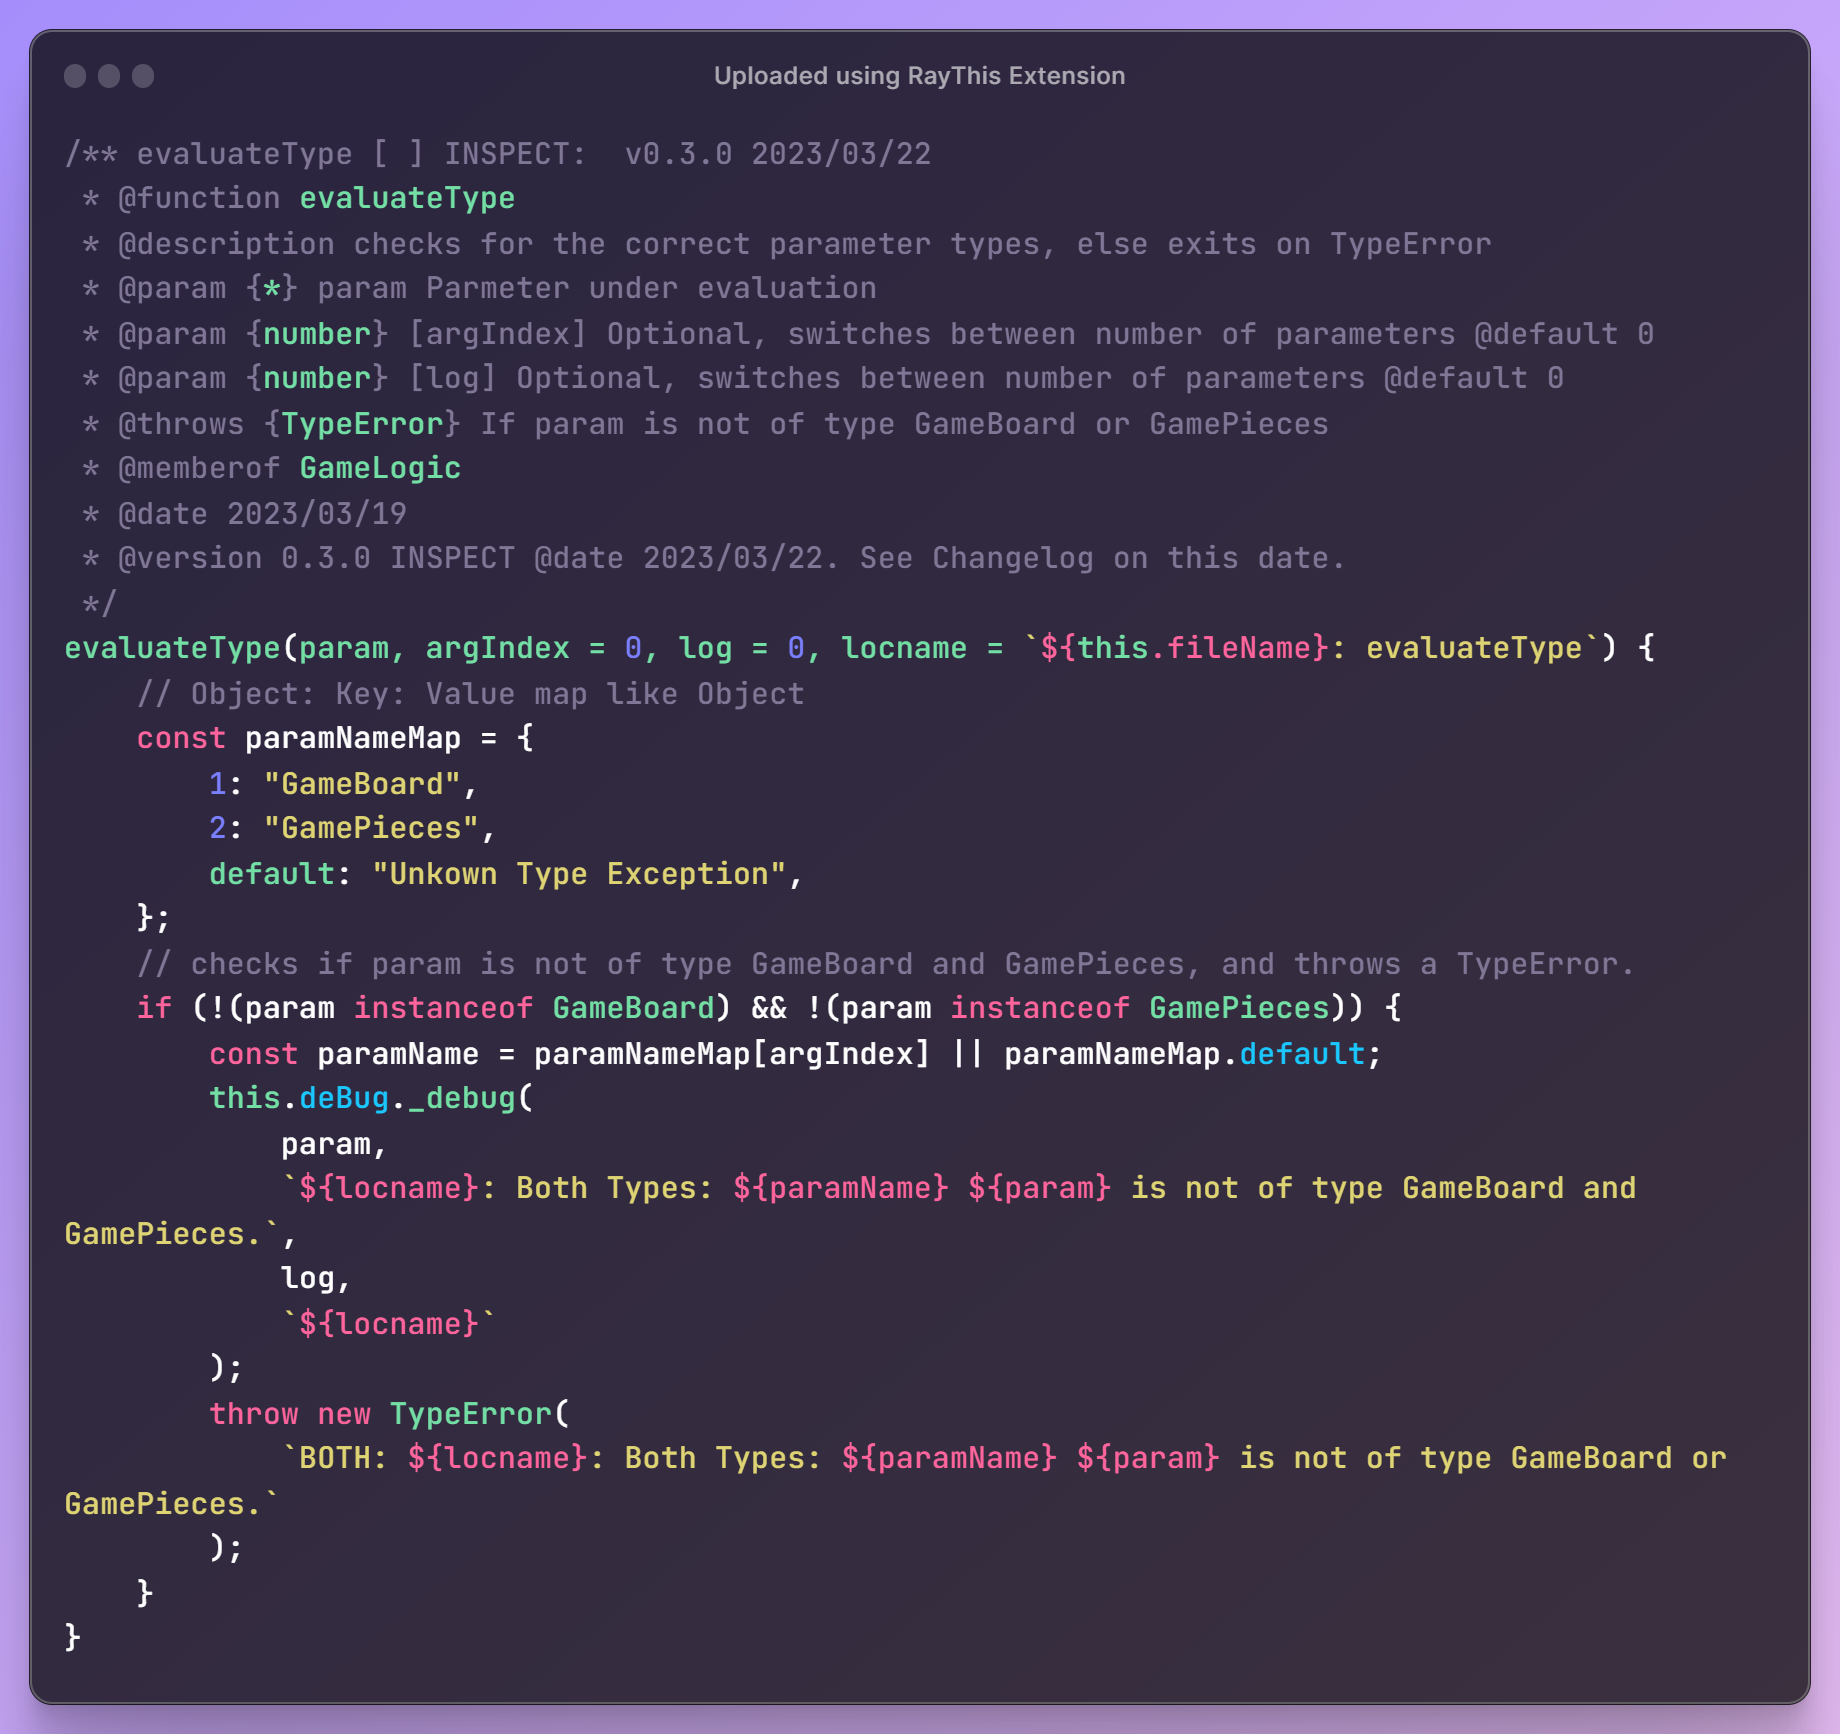 Uploaded using RayThis Extension
/** evaluateType [ ] INSPECT:  v0.3.0 2023/03/22
 * @function evaluateType
 * @description checks for the correct parameter types, else exits on TypeError
 * @param {*} param Parmeter under evaluation
 * @param {number} [argIndex] Optional, switches between number of parameters @default 0
 * @param {number} [log] Optional, switches between number of parameters @default 0
 * @throws {TypeError} If param is not of type GameBoard or GamePieces
 * @memberof GameLogic
 * @date 2023/03/19
 * @version 0.3.0 INSPECT @date 2023/03/22. See Changelog on this date.
 */
evaluateType(param, argIndex = 0, log = 0, locname = `${this.fileName}: evaluateType`) {
    // Object: Key: Value map like Object
    const paramNameMap = {
        1: "GameBoard",
        2: "GamePieces",
        default: "Unkown Type Exception",
    };
    // checks if param is not of type GameBoard and GamePieces, and throws a TypeError.
    if (!(param instanceof GameBoard) && !(param instanceof GamePieces)) {
        const paramName = paramNameMap[argIndex] || paramNameMap.default;
        this.deBug._debug(
            param,
            `${locname}: Both Types: ${paramName} ${param} is not of type GameBoard and
GamePieces.`,
            log,
            `${locname}`
        );
        throw new TypeError(
            `BOTH: ${locname}: Both Types: ${paramName} ${param} is not of type GameBoard or
GamePieces.`
        );
    }
}